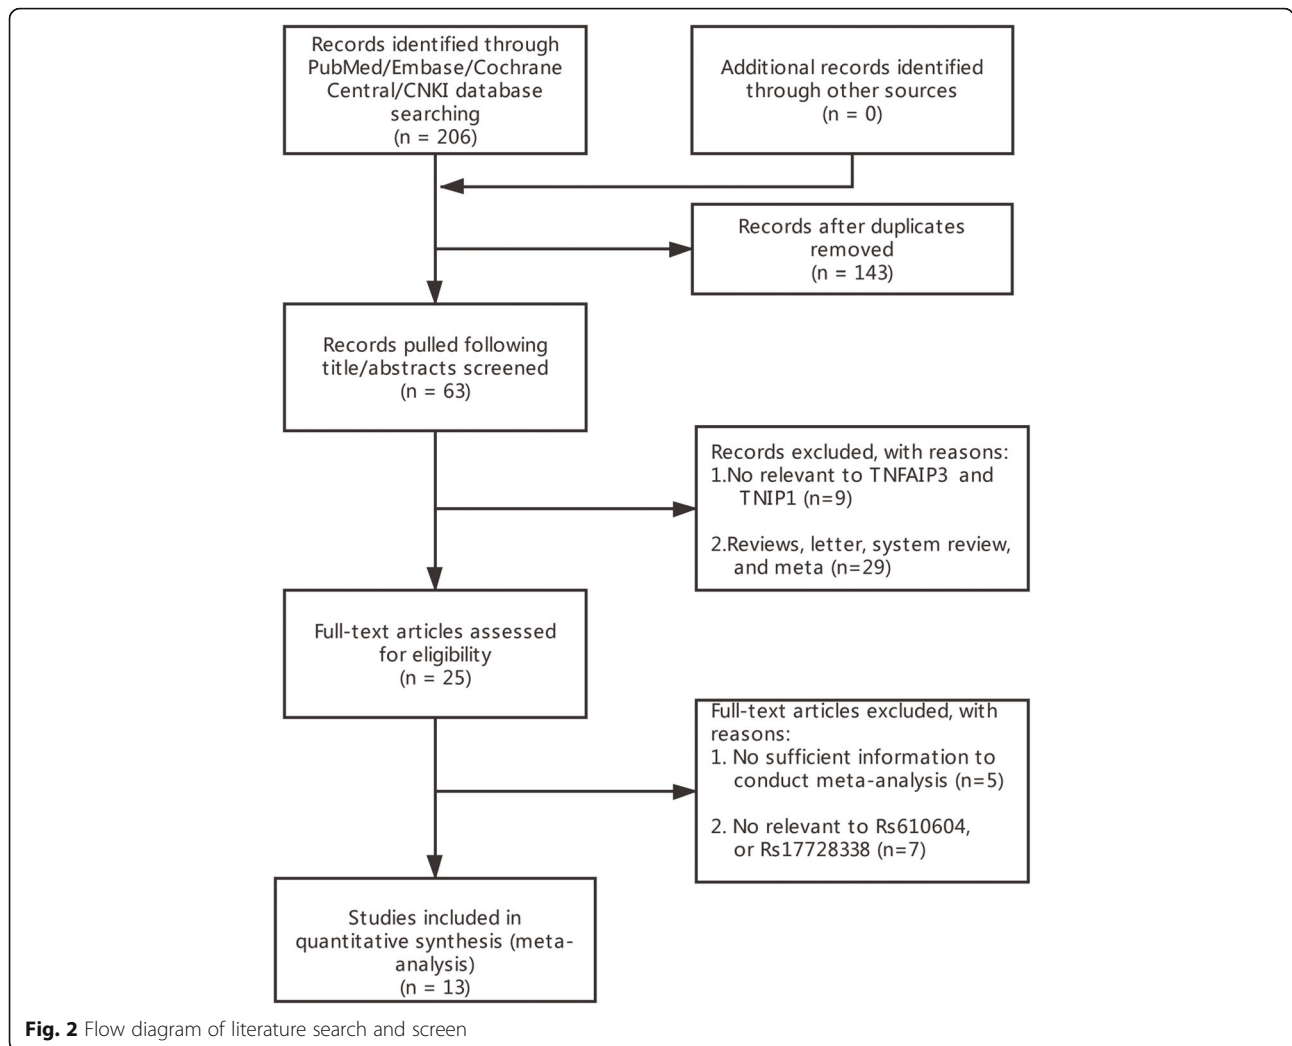 Records identified through
PubMed/Embase/Cochrane
Central/CNKI database
searching
(n = 206)
Additional records identified
through other sources
(n = 0)
Records after duplicates
removed
(n = 143)
Records pulled following
title/abstracts screened
(n = 63)
Records excluded, with reasons:
1.No relevant to TNFAIP3 and
TNIP1 (n=9)
2.Reviews, letter, system review,
and meta (n=29)
Full-text articles assessed
for eligibility
(n = 25)
Full-text articles excluded, with
reasons:
1. No sufficient information to
conduct meta-analysis (n=5)
2. No relevant to Rs610604,
or Rs17728338 (n=7)
Studies included in
quantitative synthesis (meta-
analysis)
(n = 13)
Fig. 2 Flow diagram of literature search and screen